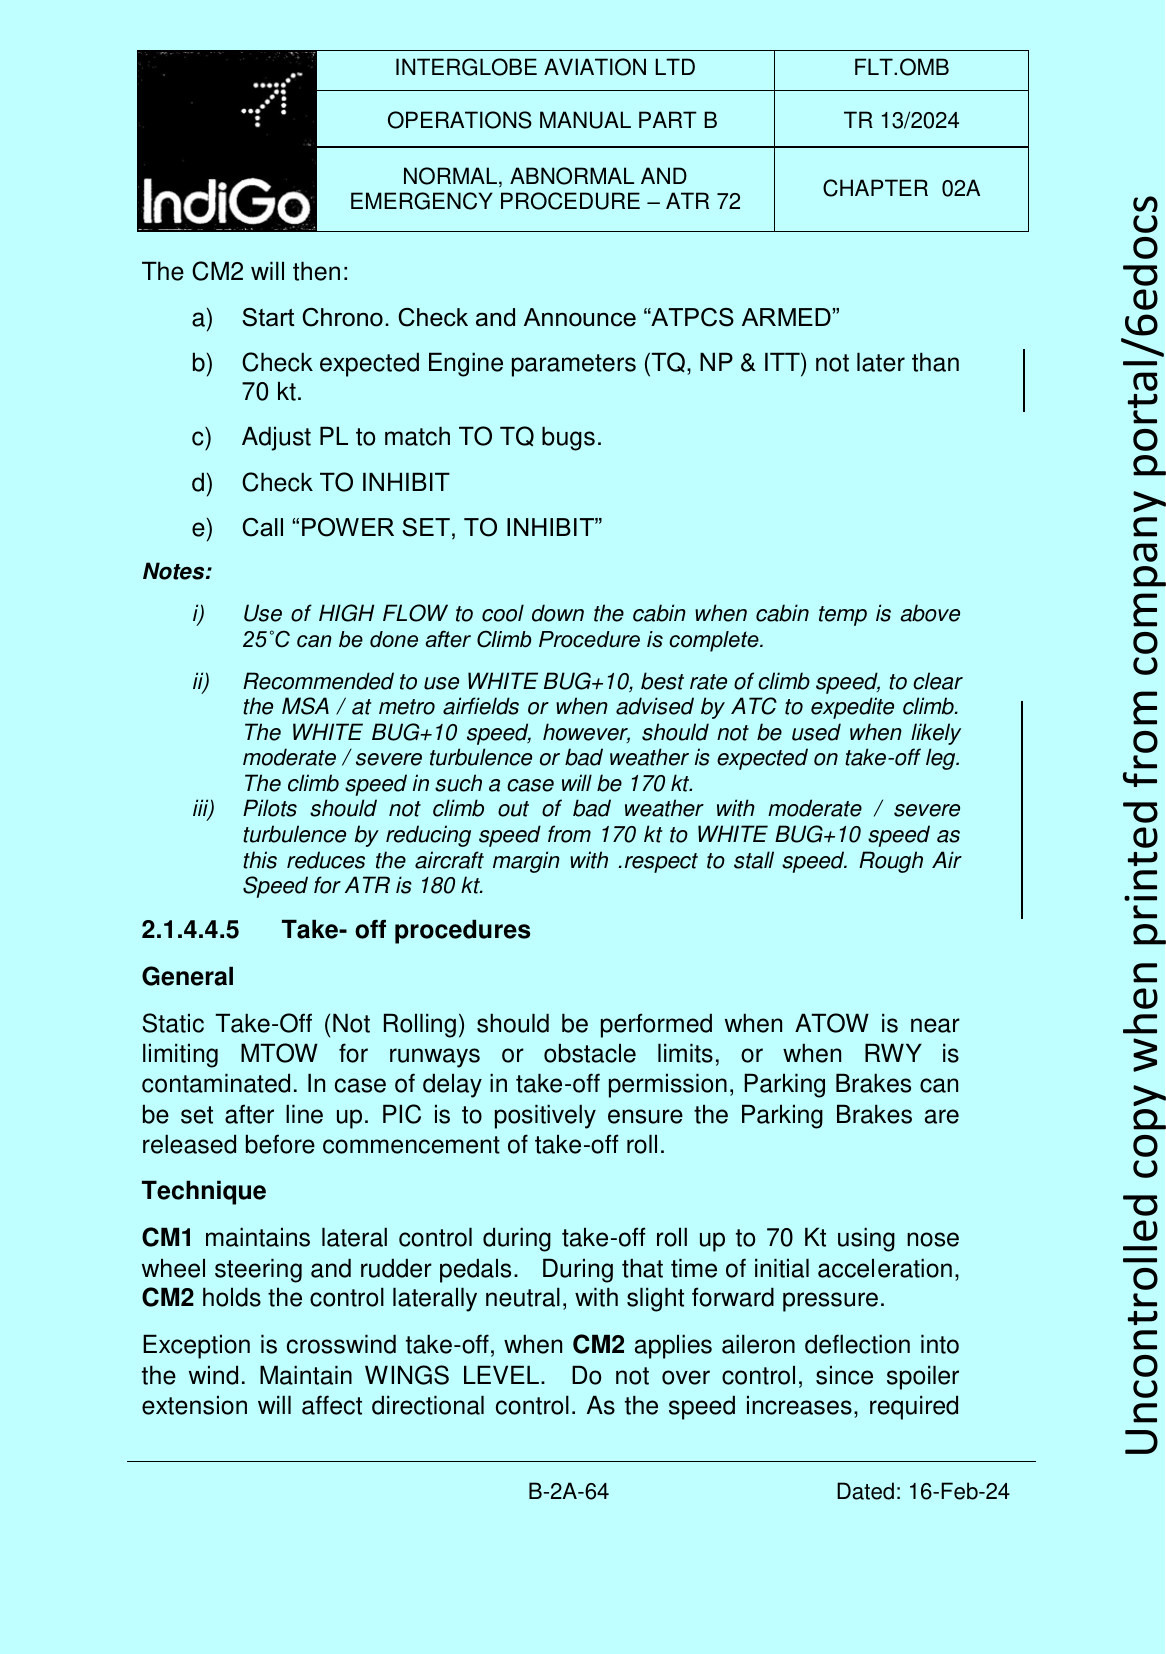 IndiGo
INTERGLOBE AVIATION LTD
FLT.OMB
OPERATIONS MANUAL PART B
TR 13/2024
NORMAL, ABNORMAL AND
EMERGENCY PROCEDURE – ATR 72
CHAPTER 02A
The CM2 will then:
a) Start Chrono. Check and Announce “ATPCS ARMED”
b) Check expected Engine parameters (TQ, NP & ITT) not later than
70 kt.
c) Adjust PL to match TO TQ bugs.
d) Check TO INHIBIT
e) Call “POWER SET, TO INHIBIT”
Notes:
i) Use of HIGH FLOW to cool down the cabin when cabin temp is above
25˚C can be done after Climb Procedure is complete.
ii) Recommended to use WHITE BUG+10, best rate of climb speed, to clear
the MSA / at metro airfields or when advised by ATC to expedite climb.
The WHITE BUG+10 speed, however, should not be used when likely
moderate / severe turbulence or bad weather is expected on take-off leg.
The climb speed in such a case will be 170 kt.
iii) Pilots should not climb out of bad weather with moderate / severe
turbulence by reducing speed from 170 kt to WHITE BUG+10 speed as
this reduces the aircraft margin with .respect to stall speed. Rough Air
Speed for ATR is 180 kt.
2.1.4.4.5 Take- off procedures
General
Static Take-Off (Not Rolling) should be performed when ATOW is near
limiting MTOW for runways or obstacle limits, or when RWY is
contaminated. In case of delay in take-off permission, Parking Brakes can
be set after line up. PIC is to positively ensure the Parking Brakes are
released before commencement of take-off roll.
Technique
CM1 maintains lateral control during take-off roll up to 70 Kt using nose
wheel steering and rudder pedals. During that time of initial acceleration,
CM2 holds the control laterally neutral, with slight forward pressure.
Exception is crosswind take-off, when CM2 applies aileron deflection into
the wind. Maintain WINGS LEVEL. Do not over control, since spoiler
extension will affect directional control. As the speed increases, required
B-2A-64
Dated: 16-Feb-24
Uncontrolled copy when printed from company portal/6edocs